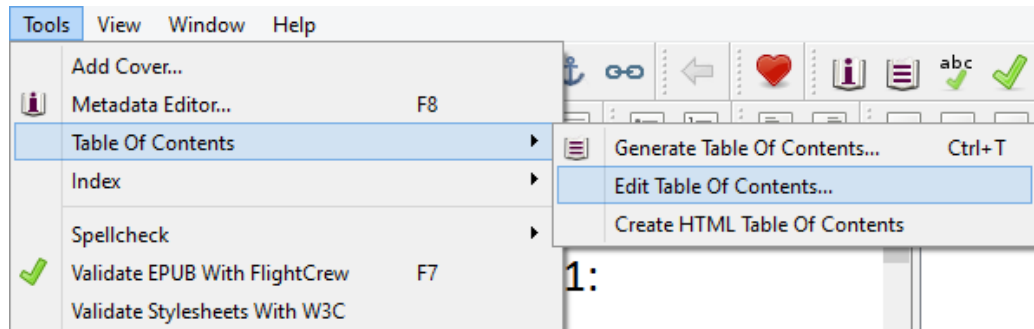 Tools View Window Help
Add Cover...
abc
Metadata Editor... F8
Table Of Contents
Generate Table Of Contents... Ctrl+T
Index
Edit Table Of Contents...
Create HTML Table Of Contents
Spellcheck
Validate EPUB With FlightCrew F7
1:
Validate Stylesheets With W3C